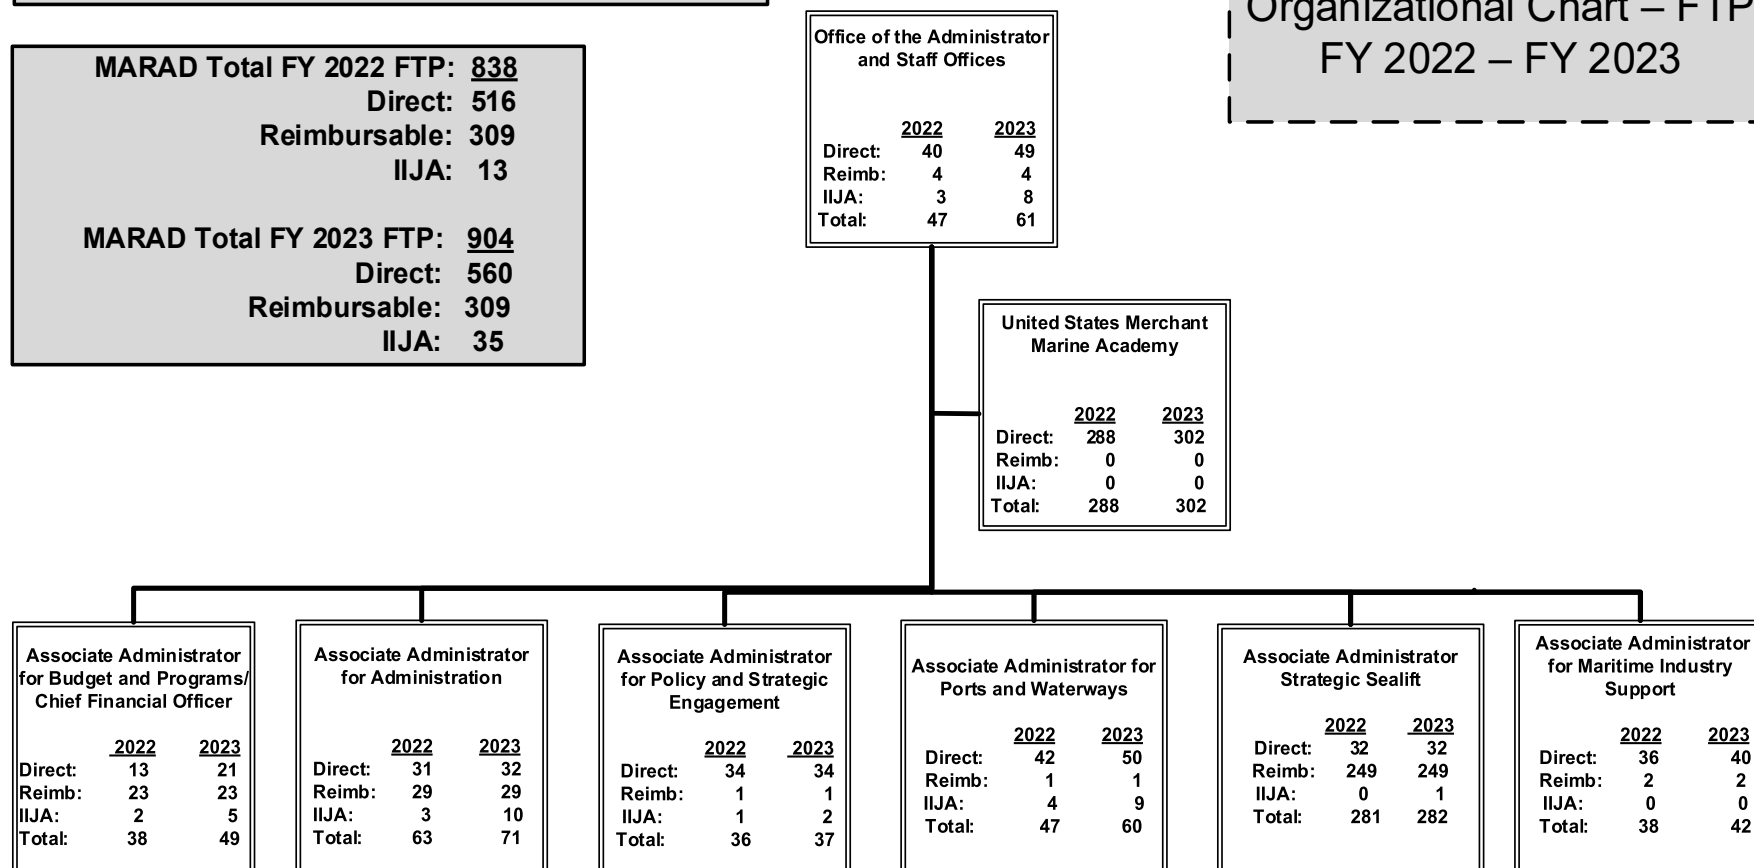 Organizational Chart – FTP
FY 2022 – FY 2023
MARAD Total FY 2022 FTP: 838
Direct: 516
Reimbursable: 309
IIJA: 13
MARAD Total FY 2023 FTP: 904
Direct: 560
Reimbursable: 309
IIJA: 35
Office of the Administrator
and Staff Offices
2022 2023
Direct: 40 49
Reimb: 4 4
IIJA: 3 8
Total: 47 61
United States Merchant
Marine Academy
2022 2023
Direct: 288 302
Reimb: 0 0
IIJA: 0 0
Total: 288 302
Associate Administrator
for Budget and Programs/
Chief Financial Officer
2022 2023
Direct: 13 21
Reimb: 23 23
IIJA: 2 5
Total: 38 49
Associate Administrator
for Administration
2022 2023
Direct: 31 32
Reimb: 29 29
IIJA: 3 10
Total: 63 71
Associate Administrator
for Policy and Strategic
Engagement
2022 2023
Direct: 34 34
Reimb: 1 1
IIJA: 1 2
Total: 36 37
Associate Administrator for
Ports and Waterways
2022 2023
Direct: 42 50
Reimb: 1 1
IIJA: 4 9
Total: 47 60
Associate Administrator
Strategic Sealift
2022 2023
Direct: 32 32
Reimb: 249 249
IIJA: 0 1
Total: 281 282
Associate Administrator
for Maritime Industry
Support
2022 2023
Direct: 36 40
Reimb: 2 2
IIJA: 0 0
Total: 38 42